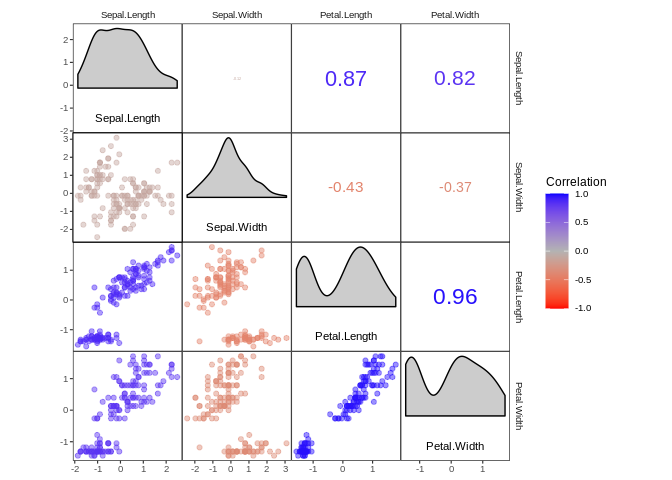 Sepal.Length Sepal.Width Petal.Length Petal.Width
2
1
0
-1
-2
Sepal.Length
0.87
0.82
Sepal.Length
3
2
1
0
-1
-2
Sepal.Width
-0.43
-0.37
Sepal.Width
1
0
-1
Petal.Length
0.96
Petal.Length
1
0
-1
Petal.Width
Petal.Width
-2 -1 0 1 2
-2 -1 0 1 2 3
-1 0 1
-1 0 1
Correlation
1.0
0.5
0.0
-0.5
-1.0